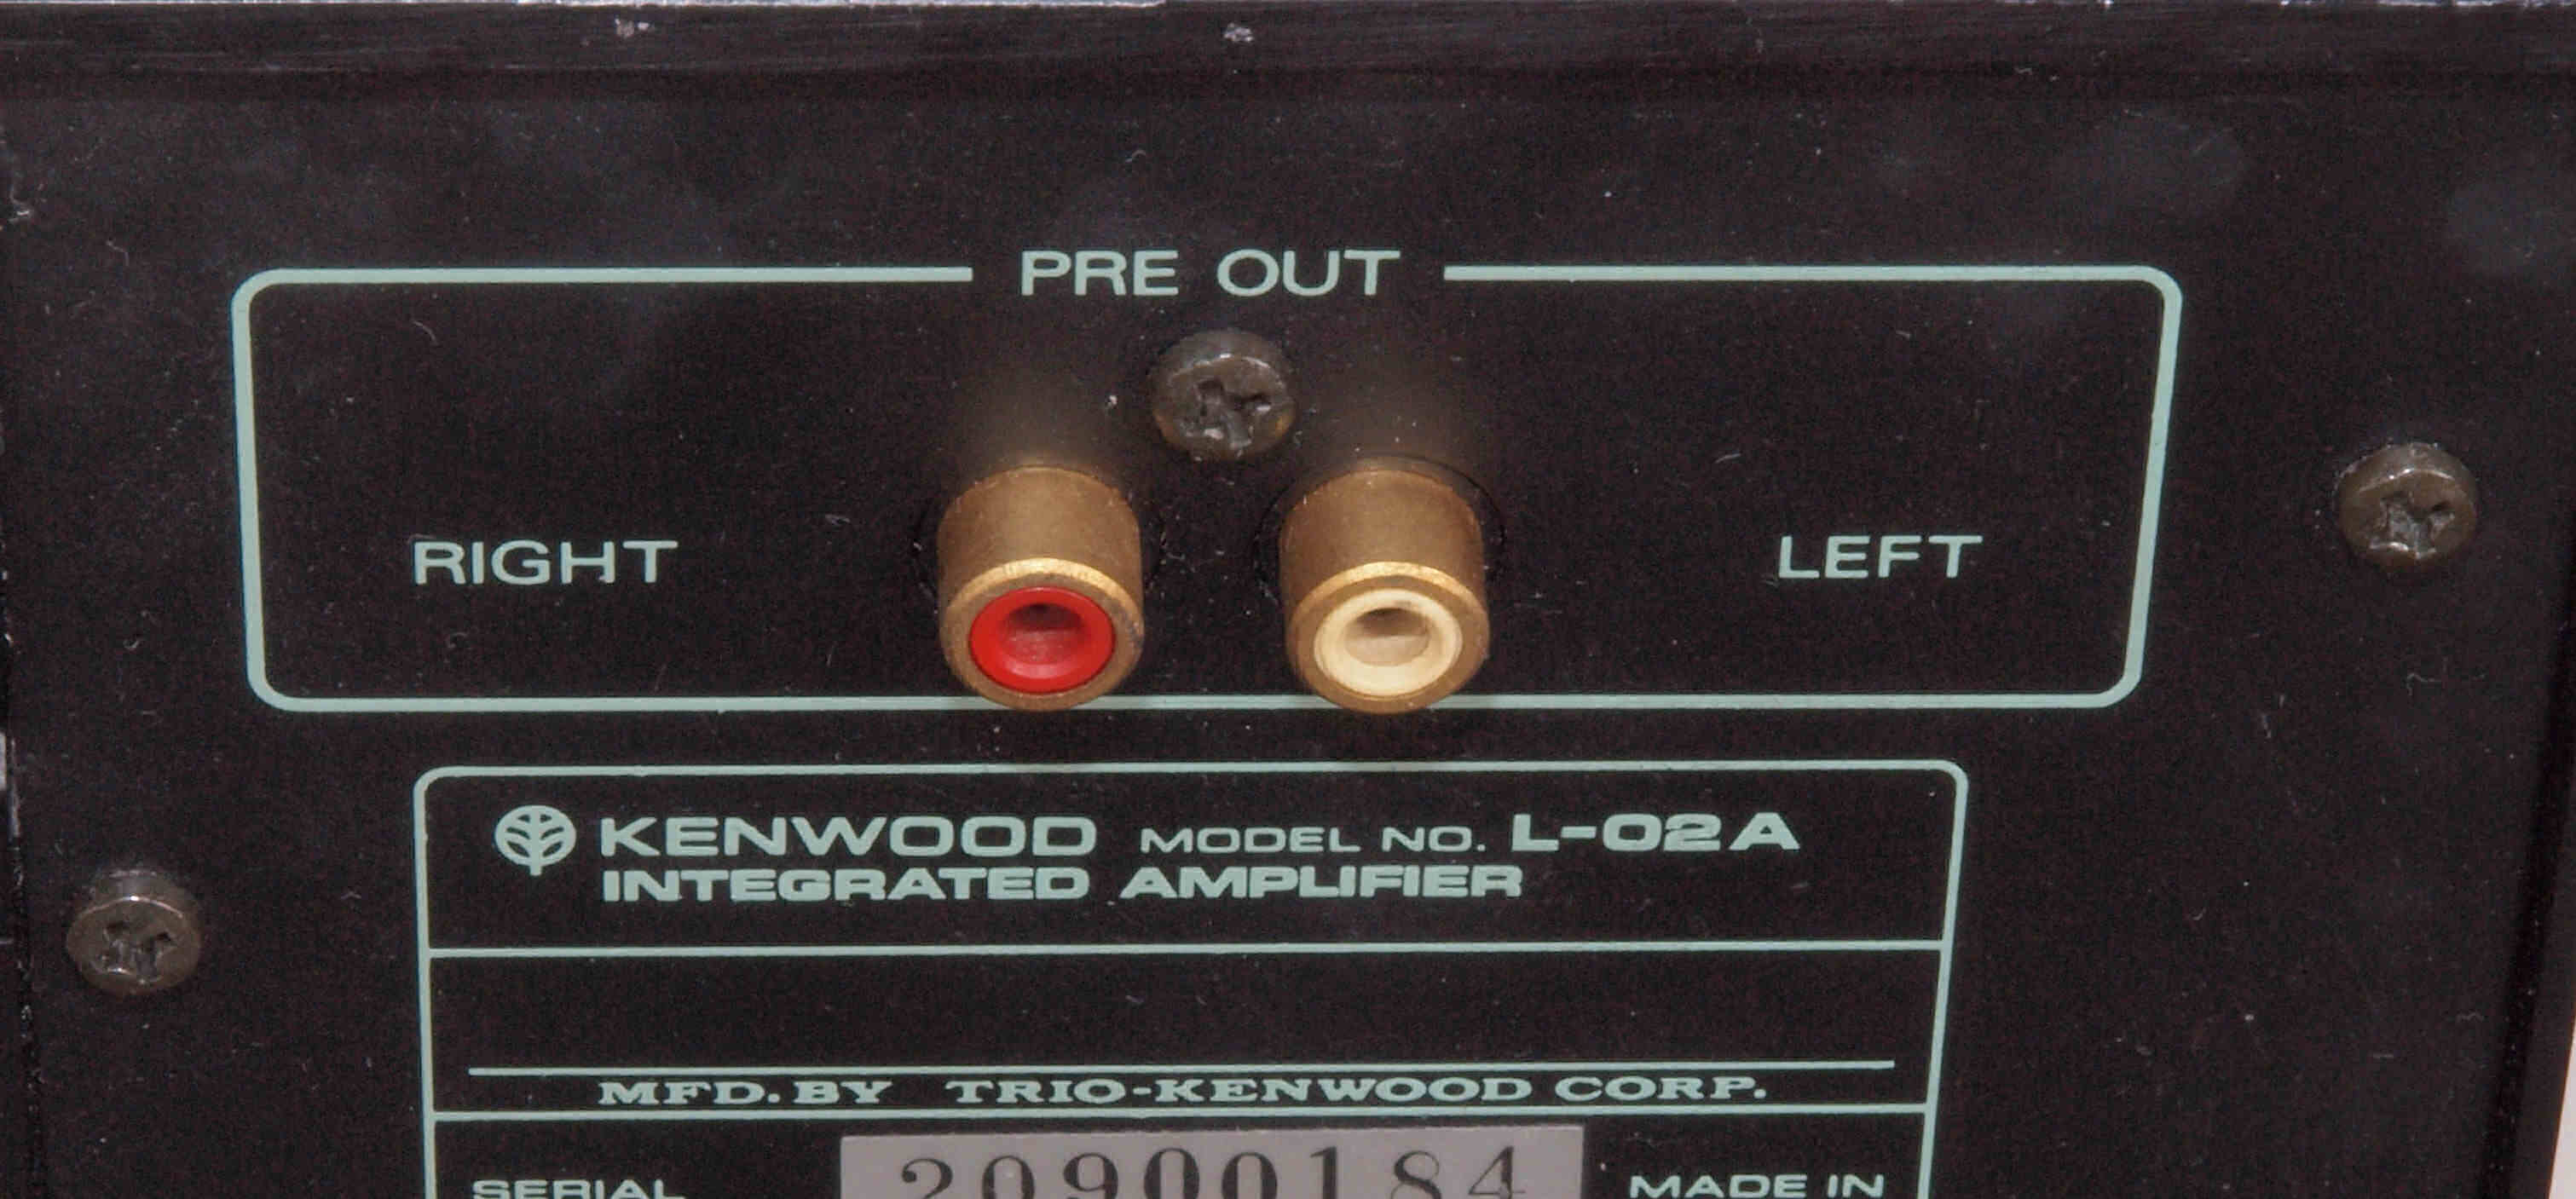 PRE OUT
RIGHT LEFT
KENWOOD MODEL NO. L-02A
INTEGRATED AMPLIFIER
MFD. BY TRIO-KENWOOD CORP.
SERIAL 20900184 MADE IN